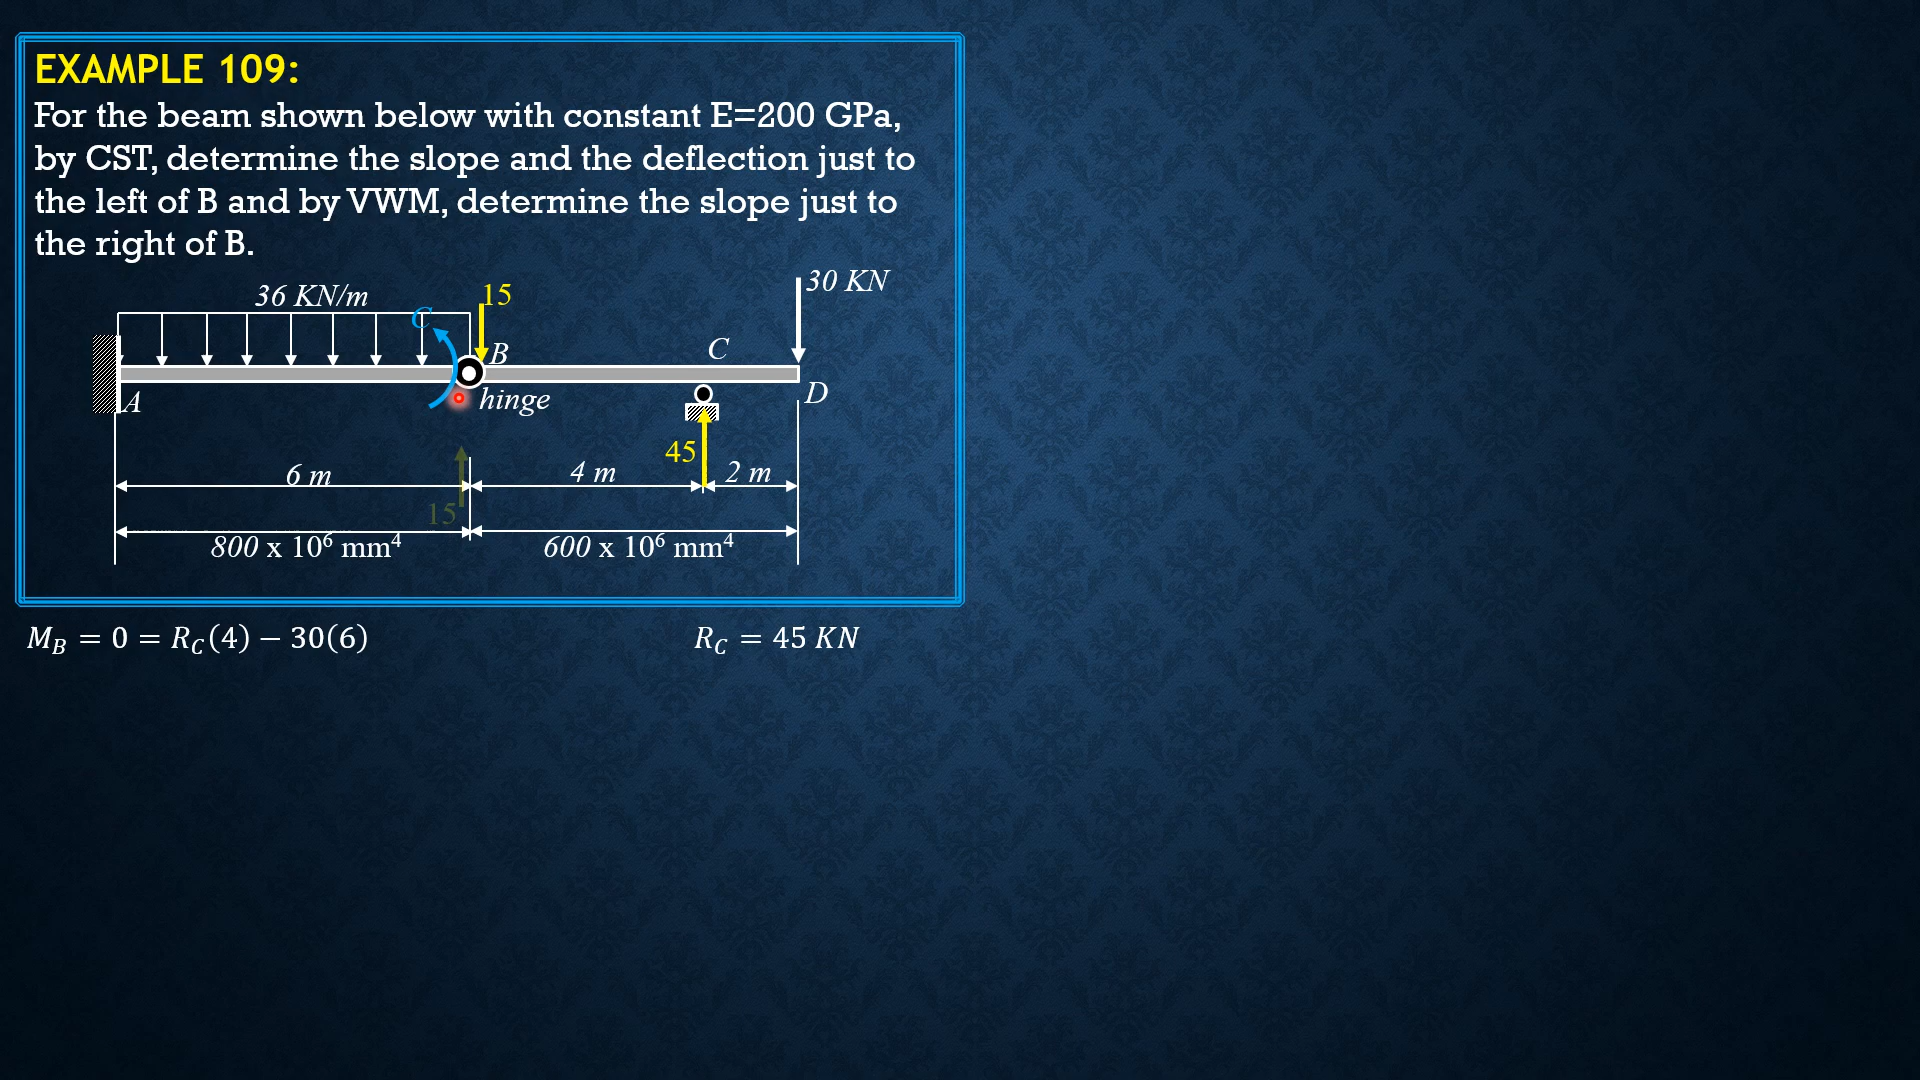 EXAMPLE 109:
For the beam shown below with constant E=200 GPa,
by CST, determine the slope and the deflection just to
the left of B and by VWM, determine the slope just to
the right of B.
30 KN
36 KN/m
15
C
B
C
A
hinge
D
45
6 m
4 m
2 m
15
800 x 10⁶ mm⁴
600 x 10⁶ mm⁴
M_B = 0 = R_C(4) − 30(6)
R_C = 45 KN